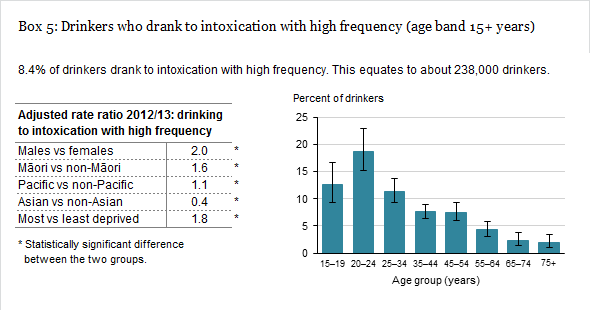 Box 5: Drinkers who drank to intoxication with high frequency (age band 15+ years)
8.4% of drinkers drank to intoxication with high frequency. This equates to about 238,000 drinkers.
Adjusted rate ratio 2012/13: drinking
to intoxication with high frequency
Males vs females 2.0 *
Māori vs non-Māori 1.6 *
Pacific vs non-Pacific 1.1 *
Asian vs non-Asian 0.4 *
Most vs least deprived 1.8 *
* Statistically significant difference
between the two groups.
Percent of drinkers
25
20
15
10
5
0
15–19 20–24 25–34 35–44 45–54 55–64 65–74 75+
Age group (years)